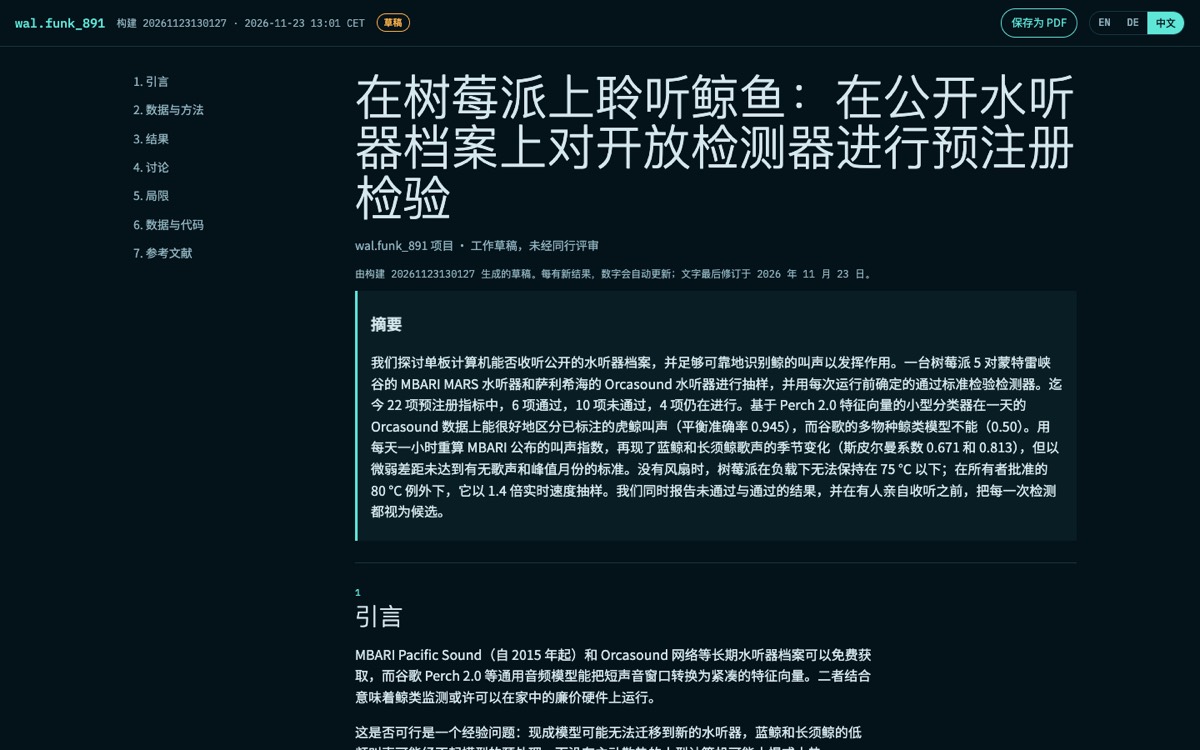 wal.funk_891 构建 20261123130127 · 2026-11-23 13:01 CET 草稿 保存为 PDF EN DE 中文
1. 引言
2. 数据与方法
3. 结果
4. 讨论
5. 局限
6. 数据与代码
7. 参考文献
在树莓派上聆听鲸鱼：在公开水听
器档案上对开放检测器进行预注册
检验
wal.funk_891 项目 · 工作草稿，未经同行评审
由构建 20261123130127 生成的草稿。每有新结果，数字会自动更新；文字最后修订于 2026 年 11 月 23 日。
摘要
我们探讨单板计算机能否收听公开的水听器档案，并足够可靠地识别鲸的叫声以发挥作用。一台树莓派 5 对蒙特雷峡
谷的 MBARI MARS 水听器和萨利希海的 Orcasound 水听器进行抽样，并用每次运行前确定的通过标准检验检测器。迄
今 22 项预注册指标中，6 项通过，10 项未通过，4 项仍在进行。基于 Perch 2.0 特征向量的小型分类器在一天的
Orcasound 数据上能很好地区分已标注的虎鲸叫声（平衡准确率 0.945），而谷歌的多物种鲸类模型不能（0.50）。用
每天一小时重算 MBARI 公布的叫声指数，再现了蓝鲸和长须鲸歌声的季节变化（斯皮尔曼系数 0.671 和 0.813），但以
微弱差距未达到有无歌声和峰值月份的标准。没有风扇时，树莓派在负载下无法保持在 75 °C 以下；在所有者批准的
80 °C 例外下，它以 1.4 倍实时速度抽样。我们同时报告未通过与通过的结果，并在有人亲自收听之前，把每一次检测
都视为候选。
1
引言
MBARI Pacific Sound（自 2015 年起）和 Orcasound 网络等长期水听器档案可以免费获
取，而谷歌 Perch 2.0 等通用音频模型能把短声音窗口转换为紧凑的特征向量。二者结合
意味着鲸类监测或许可以在家中的廉价硬件上运行。
这是否可行是一个经验问题：现成模型可能无法迁移到新的水听器，蓝鲸和长须鲸的低